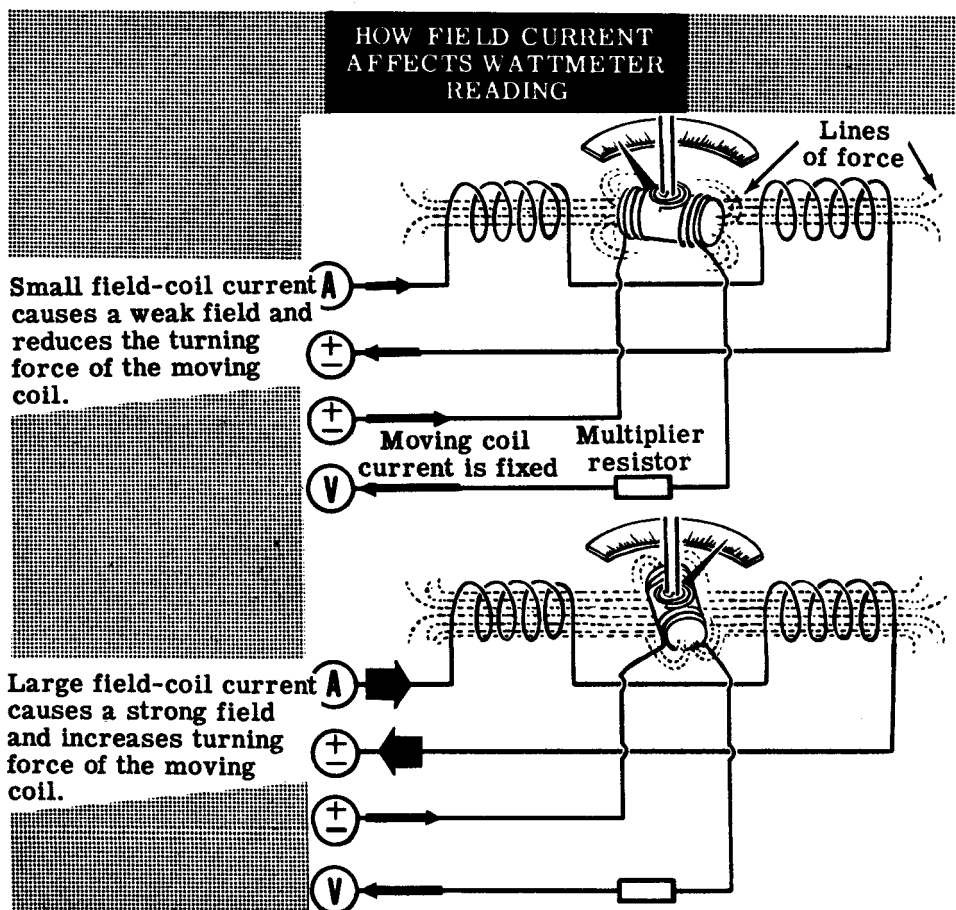 HOW FIELD CURRENT
AFFECTS WATTMETER
READING
Lines
of force
Small field-coil current
causes a weak field and
reduces the turning
force of the moving
coil.
A
±
±
V
Moving coil
current is fixed
Multiplier
resistor
Large field-coil current
causes a strong field
and increases turning
force of the moving
coil.
A
±
±
V